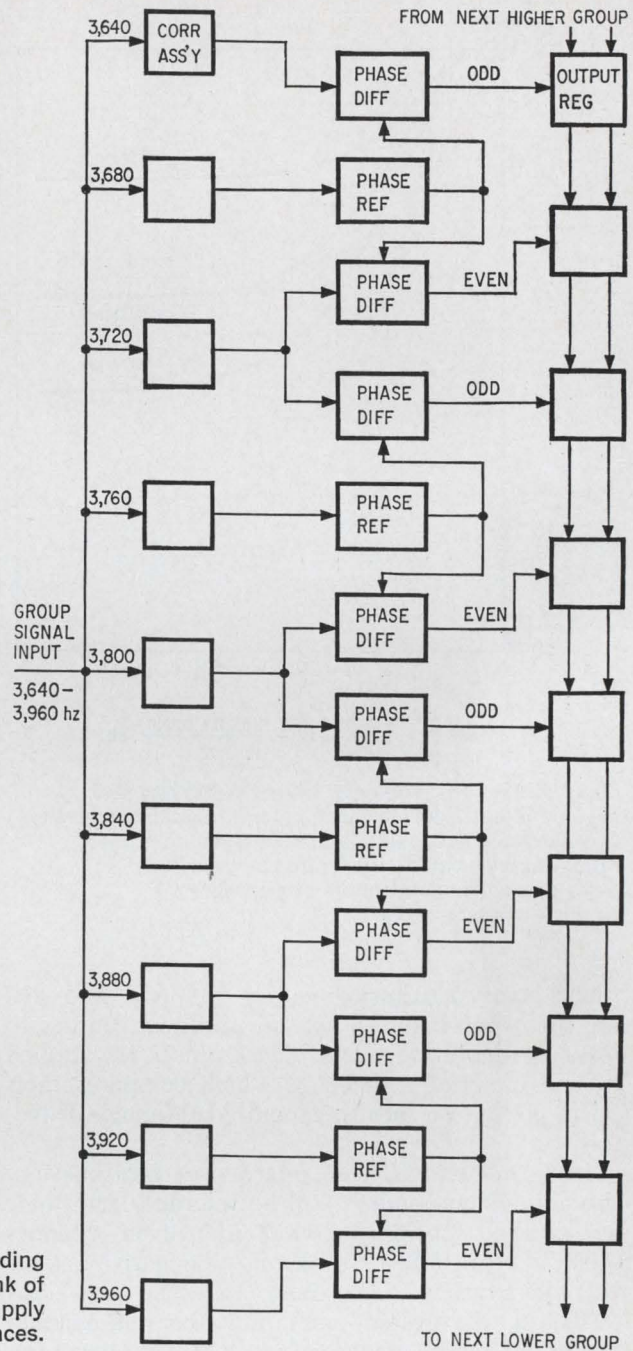 FROM NEXT HIGHER GROUP
3,640
CORR
ASS'Y
PHASE
DIFF
ODD
OUTPUT
REG
3,680
PHASE
REF
PHASE
DIFF
EVEN
3,720
PHASE
DIFF
ODD
3,760
PHASE
REF
GROUP
SIGNAL
INPUT
3,640–
3,960 hz
PHASE
DIFF
EVEN
3,800
PHASE
DIFF
ODD
3,840
PHASE
REF
PHASE
DIFF
EVEN
3,880
PHASE
DIFF
ODD
3,920
PHASE
REF
PHASE
DIFF
EVEN
3,960
TO NEXT LOWER GROUP
ding
nk of
upply
nces.